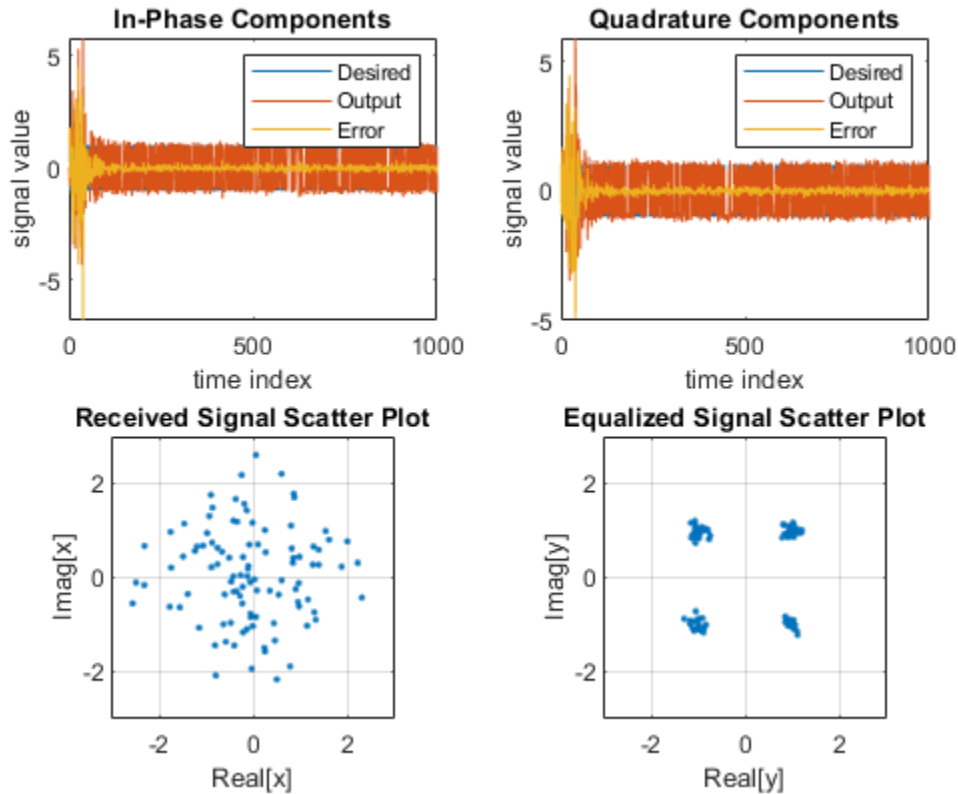 In-Phase Components
Quadrature Components
5
0
-5
signal value
Desired
Output
Error
0
500
1000
time index
5
0
-5
signal value
Desired
Output
Error
0
500
1000
time index
Received Signal Scatter Plot
Equalized Signal Scatter Plot
2
0
-2
Imag[x]
-2
0
2
Real[x]
2
0
-2
Imag[y]
-2
0
2
Real[y]